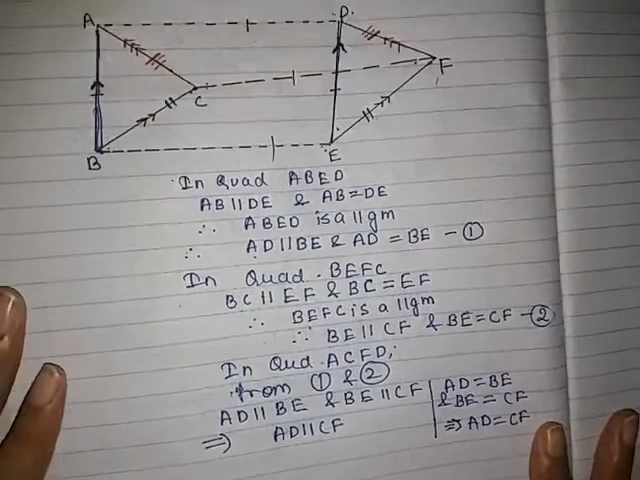 A
D
C
F
B
E
In Quad ABED
AB||DE & AB=DE
∴ ABED is a ||gm
∴ AD||BE & AD = BE - ①
In Quad. BEFC
BC || EF & BC = EF
∴ BEFC is a ||gm
∴ BE || CF & BE=CF - ②
In Qud. ACFD,
from ① & ②
AD || BE & BE || CF
⇒ AD || CF
AD = BE
& BE = CF
⇒ AD = CF